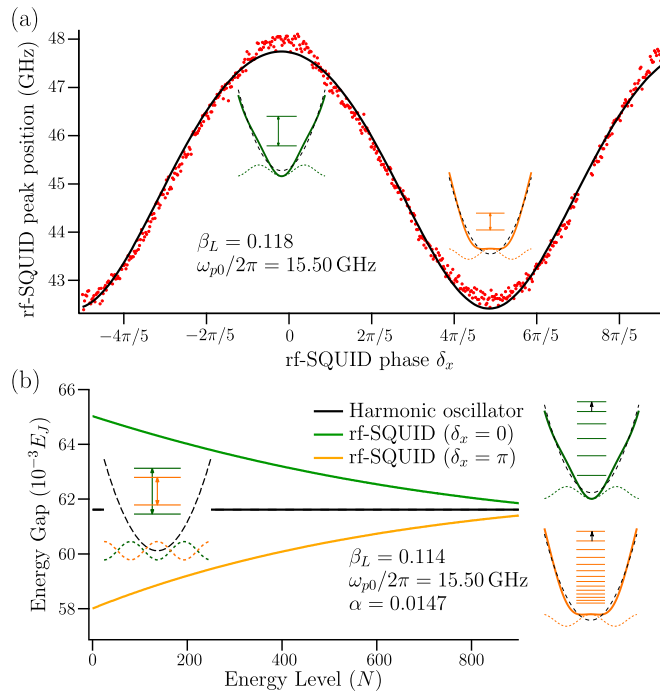 (a)
rf-SQUID peak position (GHz)
48
47
46
45
44
43
β_L = 0.118
ω_p0/2π = 15.50 GHz
−4π/5
−2π/5
0
2π/5
4π/5
6π/5
8π/5
rf-SQUID phase δ_x
(b)
Energy Gap (10⁻³E_J)
66
64
62
60
58
Harmonic oscillator
rf-SQUID (δ_x = 0)
rf-SQUID (δ_x = π)
β_L = 0.114
ω_p0/2π = 15.50 GHz
α = 0.0147
0
200
400
600
800
Energy Level (N)